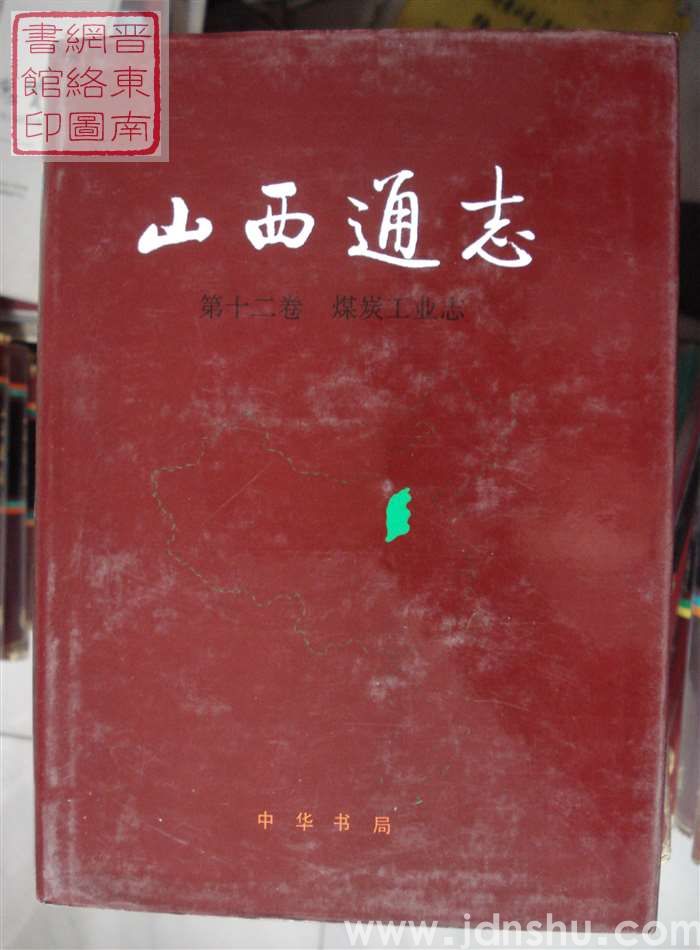 晋東南
網絡圖
書館印
山西通志
第十二卷 煤炭工业志
中华书局
www.jdnshu.com